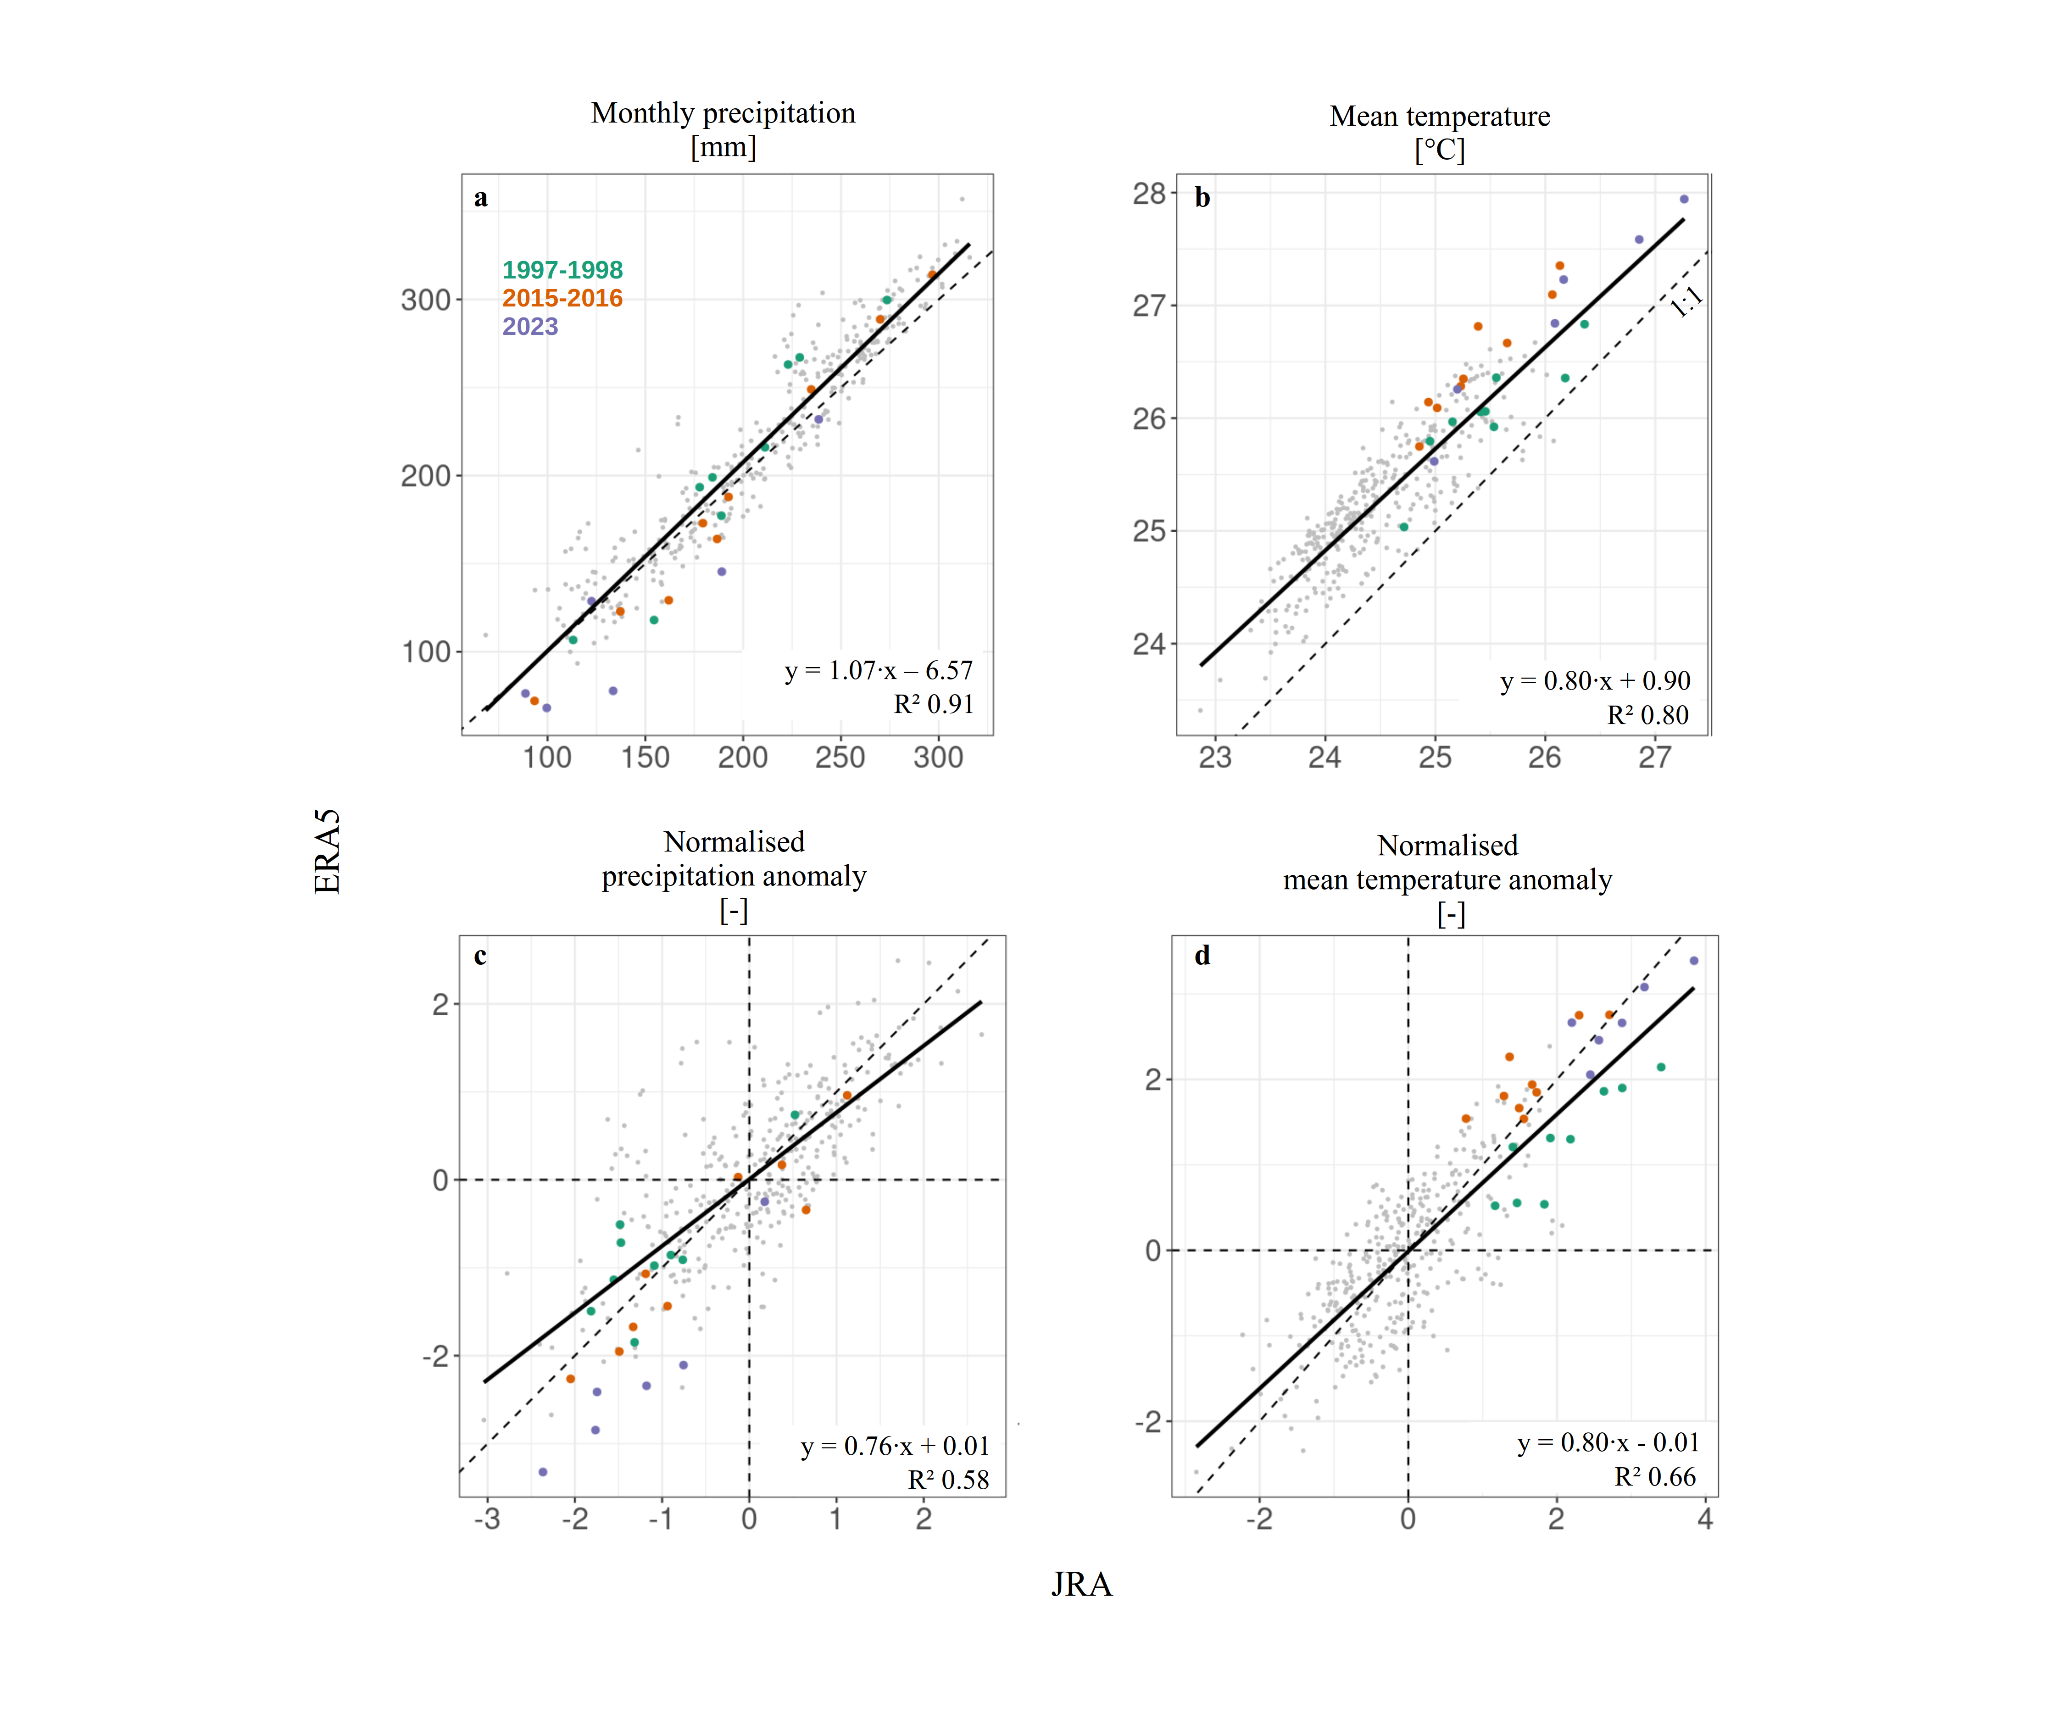 Monthly precipitation
[mm]
a
1997-1998
2015-2016
2023
300
200
100
y = 1.07·x – 6.57
R² 0.91
100 150 200 250 300
Mean temperature
[°C]
b
28
27
26
25
24
1:1
y = 0.80·x + 0.90
R² 0.80
23 24 25 26 27
ERA5
Normalised
precipitation anomaly
[-]
c
2
0
-2
y = 0.76·x + 0.01
R² 0.58
-3 -2 -1 0 1 2
Normalised
mean temperature anomaly
[-]
d
2
0
-2
y = 0.80·x - 0.01
R² 0.66
-2 0 2 4
JRA